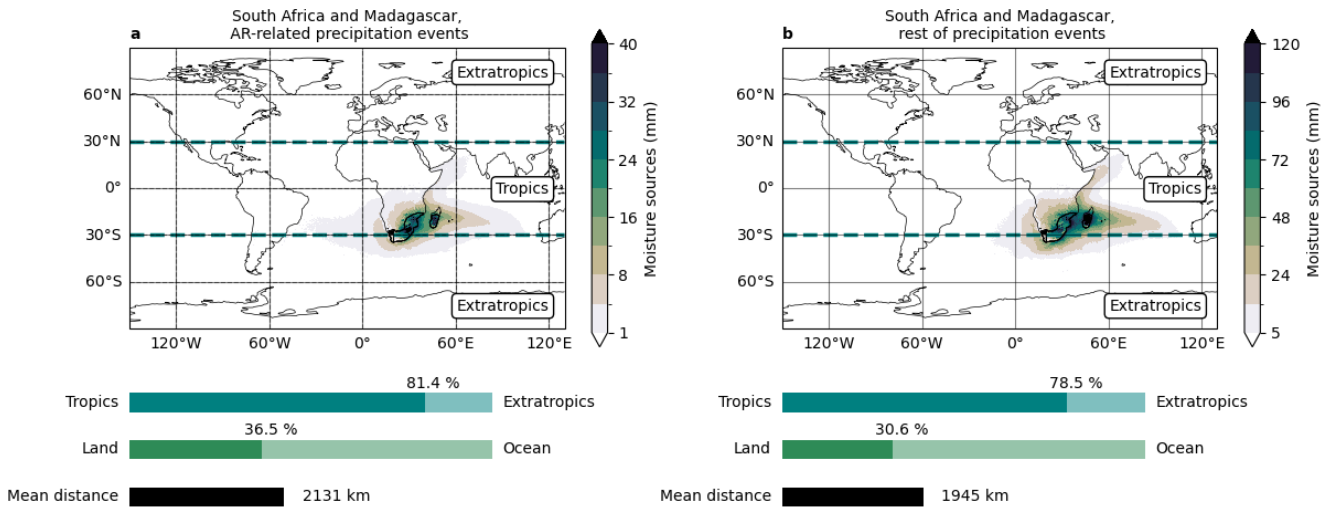 South Africa and Madagascar,
a AR-related precipitation events
Extratropics
Tropics
Extratropics
60°N
30°N
0°
30°S
60°S
120°W 60°W 0° 60°E 120°E
40
32
24
16
8
1
Moisture sources (mm)
81.4 %
Tropics Extratropics
36.5 %
Land Ocean
Mean distance 2131 km
South Africa and Madagascar,
b rest of precipitation events
Extratropics
Tropics
Extratropics
60°N
30°N
0°
30°S
60°S
120°W 60°W 0° 60°E 120°E
120
96
72
48
24
5
Moisture sources (mm)
78.5 %
Tropics Extratropics
30.6 %
Land Ocean
Mean distance 1945 km